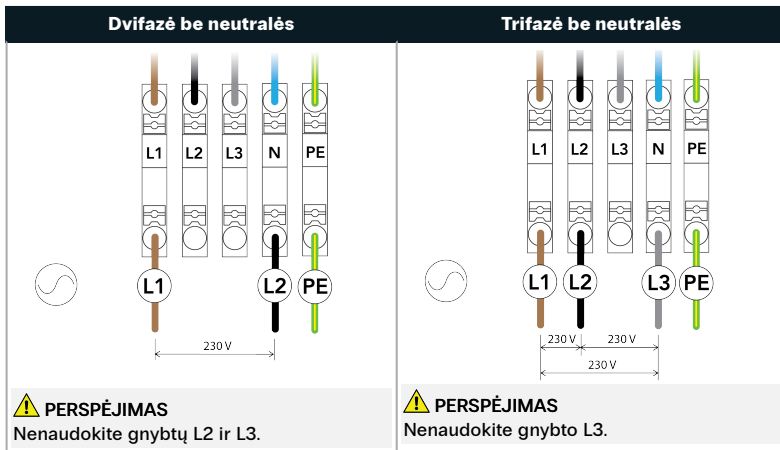 Dvifazė be neutralės
L1 L2 L3 N PE
L1 L2 PE
230 V
PERSPĖJIMAS
Nenaudokite gnybtų L2 ir L3.
Trifazė be neutralės
L1 L2 L3 N PE
L1 L2 L3 PE
230 V 230 V
230 V
PERSPĖJIMAS
Nenaudokite gnybto L3.